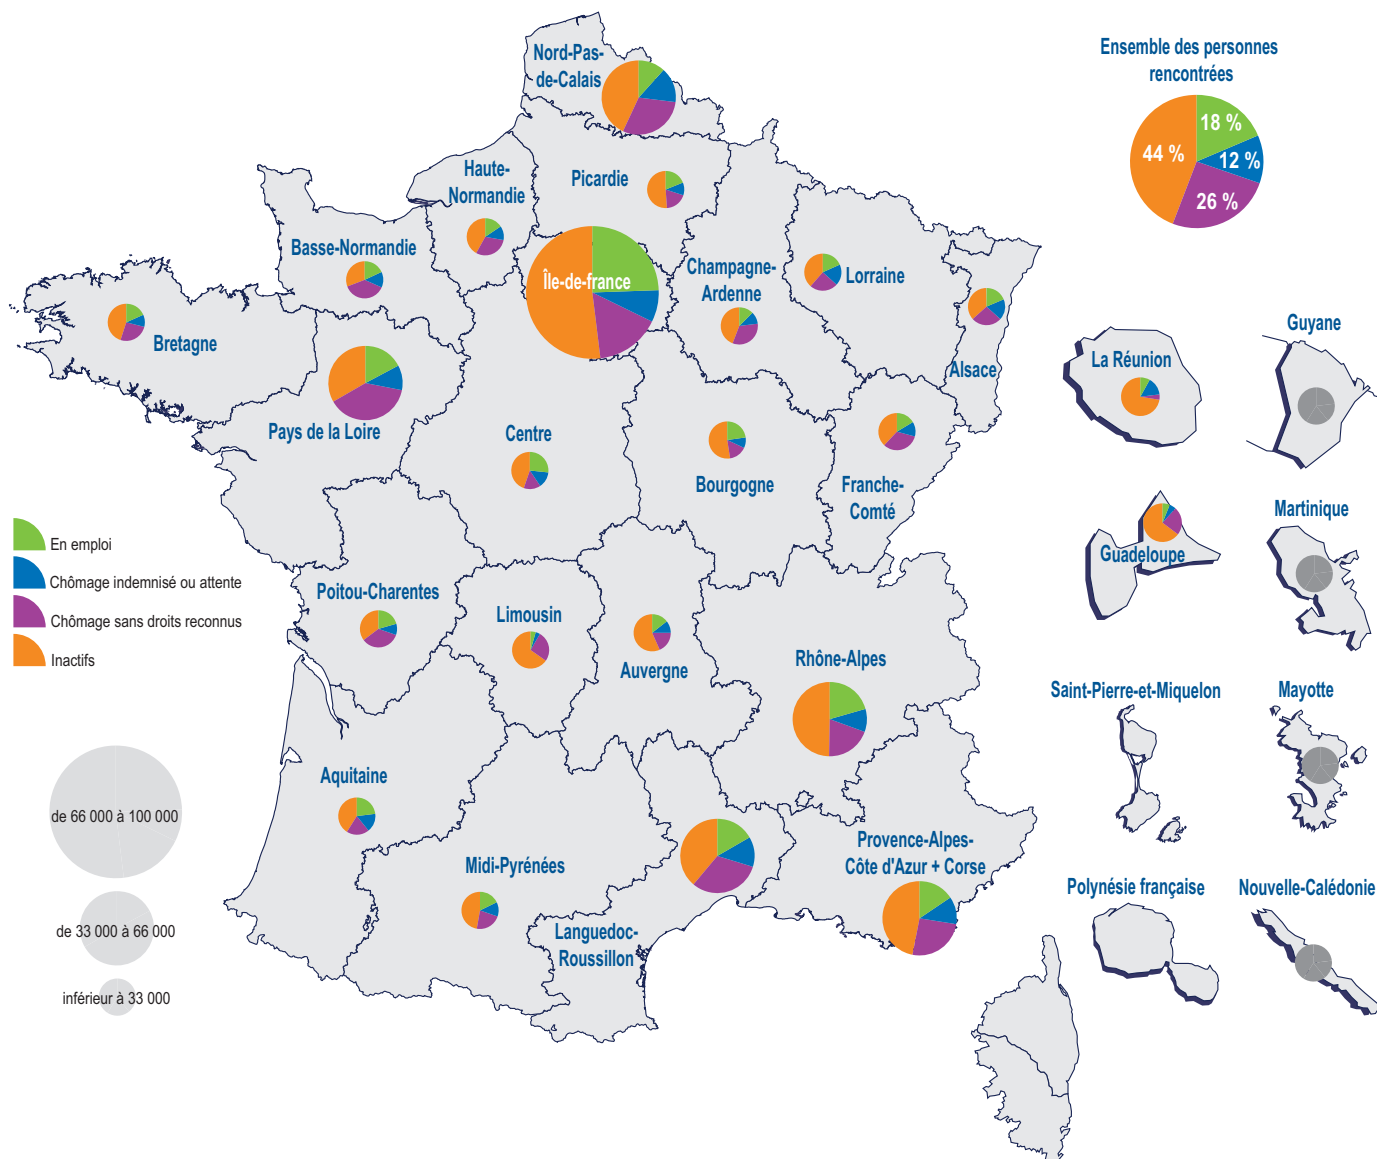 Ensemble des personnes
rencontrées
18 %
44 %
12 %
26 %
Nord-Pas-
de-Calais
Haute-
Normandie
Picardie
Basse-Normandie
Île-de-france
Champagne-
Ardenne
Lorraine
Bretagne
Alsace
Pays de la Loire
Centre
Bourgogne
Franche-
Comté
La Réunion
Guyane
Guadeloupe
Martinique
En emploi
Chômage indemnisé ou attente
Chômage sans droits reconnus
Inactifs
Poitou-Charentes
Limousin
Auvergne
Rhône-Alpes
Saint-Pierre-et-Miquelon
Mayotte
Aquitaine
Midi-Pyrénées
Languedoc-
Roussillon
Provence-Alpes-
Côte d'Azur + Corse
Polynésie française
Nouvelle-Calédonie
de 66 000 à 100 000
de 33 000 à 66 000
inférieur à 33 000